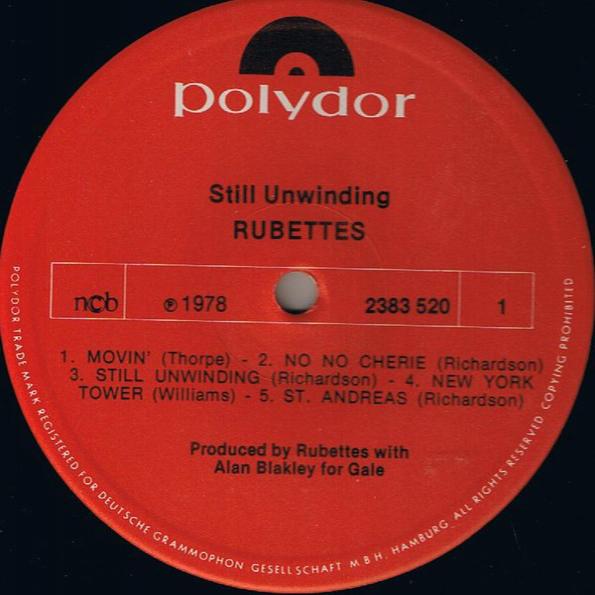 polydor
Still Unwinding
RUBETTES
ncb ℗ 1978 2383 520 1
1. MOVIN' (Thorpe) - 2. NO NO CHERIE (Richardson)
3. STILL UNWINDING (Richardson) - 4. NEW YORK
TOWER (Williams) - 5. ST. ANDREAS (Richardson)
Produced by Rubettes with
Alan Blakley for Gale
POLYDOR TRADE MARK REGISTERED FOR DEUTSCHE GRAMMOPHON GESELLSCHAFT M B H. HAMBURG. ALL RIGHTS RESERVED. COPYING PROHIBITED